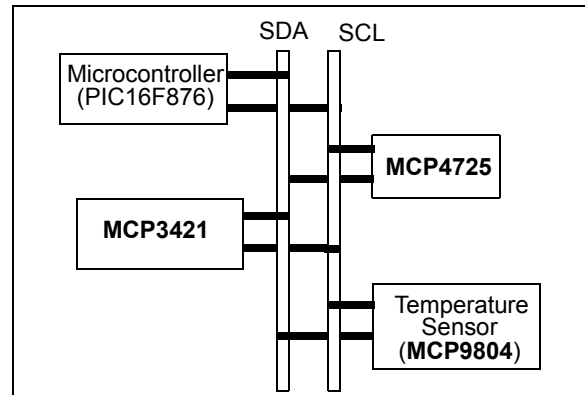 SDA
SCL
Microcontroller
(PIC16F876)
MCP4725
MCP3421
Temperature
Sensor
(MCP9804)